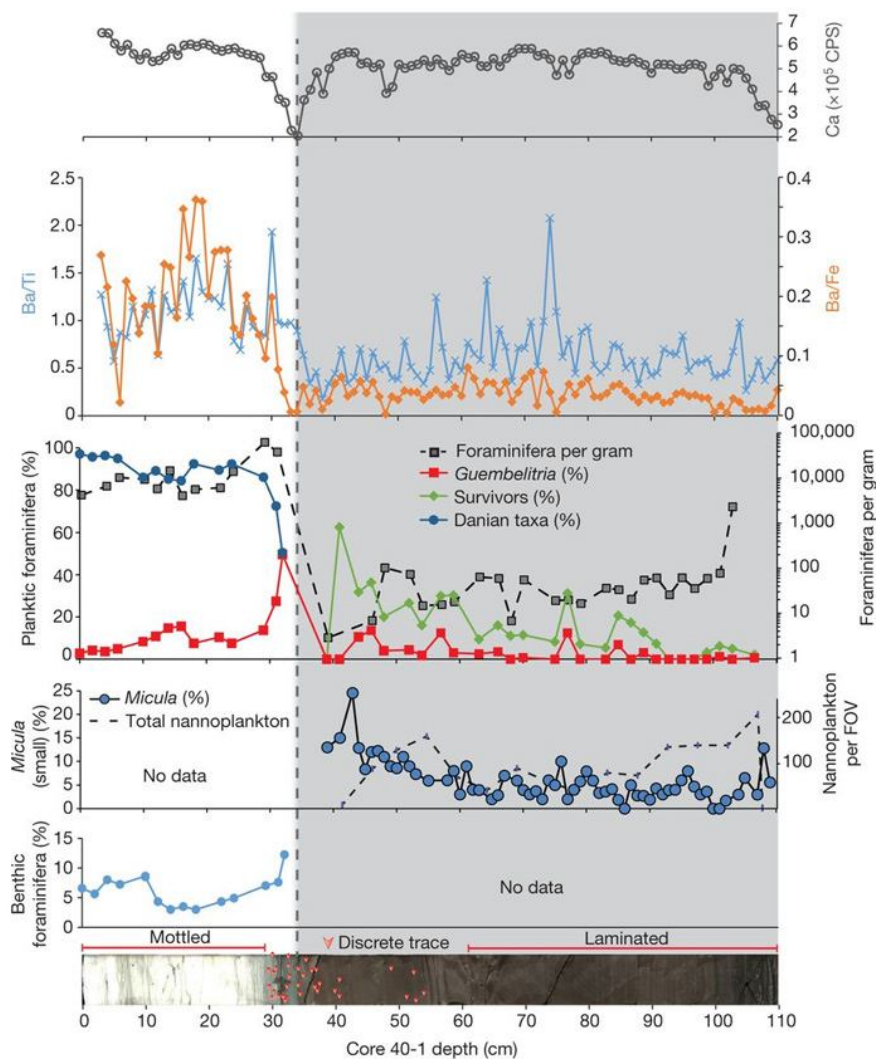 7
6
5
4
3
2
Ca (×10⁵ CPS)
2.5
2.0
1.5
1.0
0.5
0
Ba/Ti
0.4
0.3
0.2
0.1
0
Ba/Fe
100
80
60
40
20
0
Planktic foraminifera (%)
Foraminifera per gram
Guembelitria (%)
Survivors (%)
Danian taxa (%)
100,000
10,000
1,000
100
10
1
Foraminifera per gram
25
20
15
10
5
0
Micula
(small) (%)
Micula (%)
Total nannoplankton
No data
200
100
Nannoplankton
per FOV
15
10
5
0
Benthic
foraminifera (%)
No data
Mottled
Discrete trace
Laminated
0 10 20 30 40 50 60 70 80 90 100 110
Core 40-1 depth (cm)